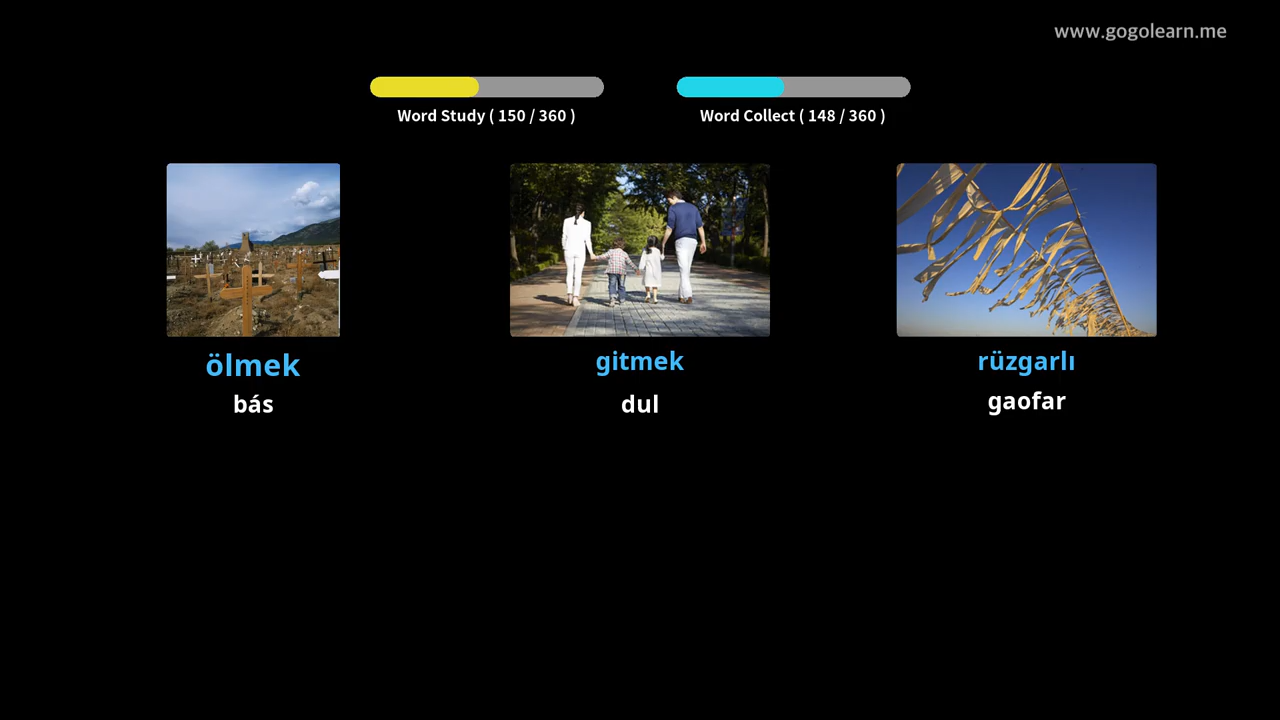 www.gogolearn.me
Word Study ( 150 / 360 )
Word Collect ( 148 / 360 )
ölmek
bás
gitmek
dul
rüzgarlı
gaofar